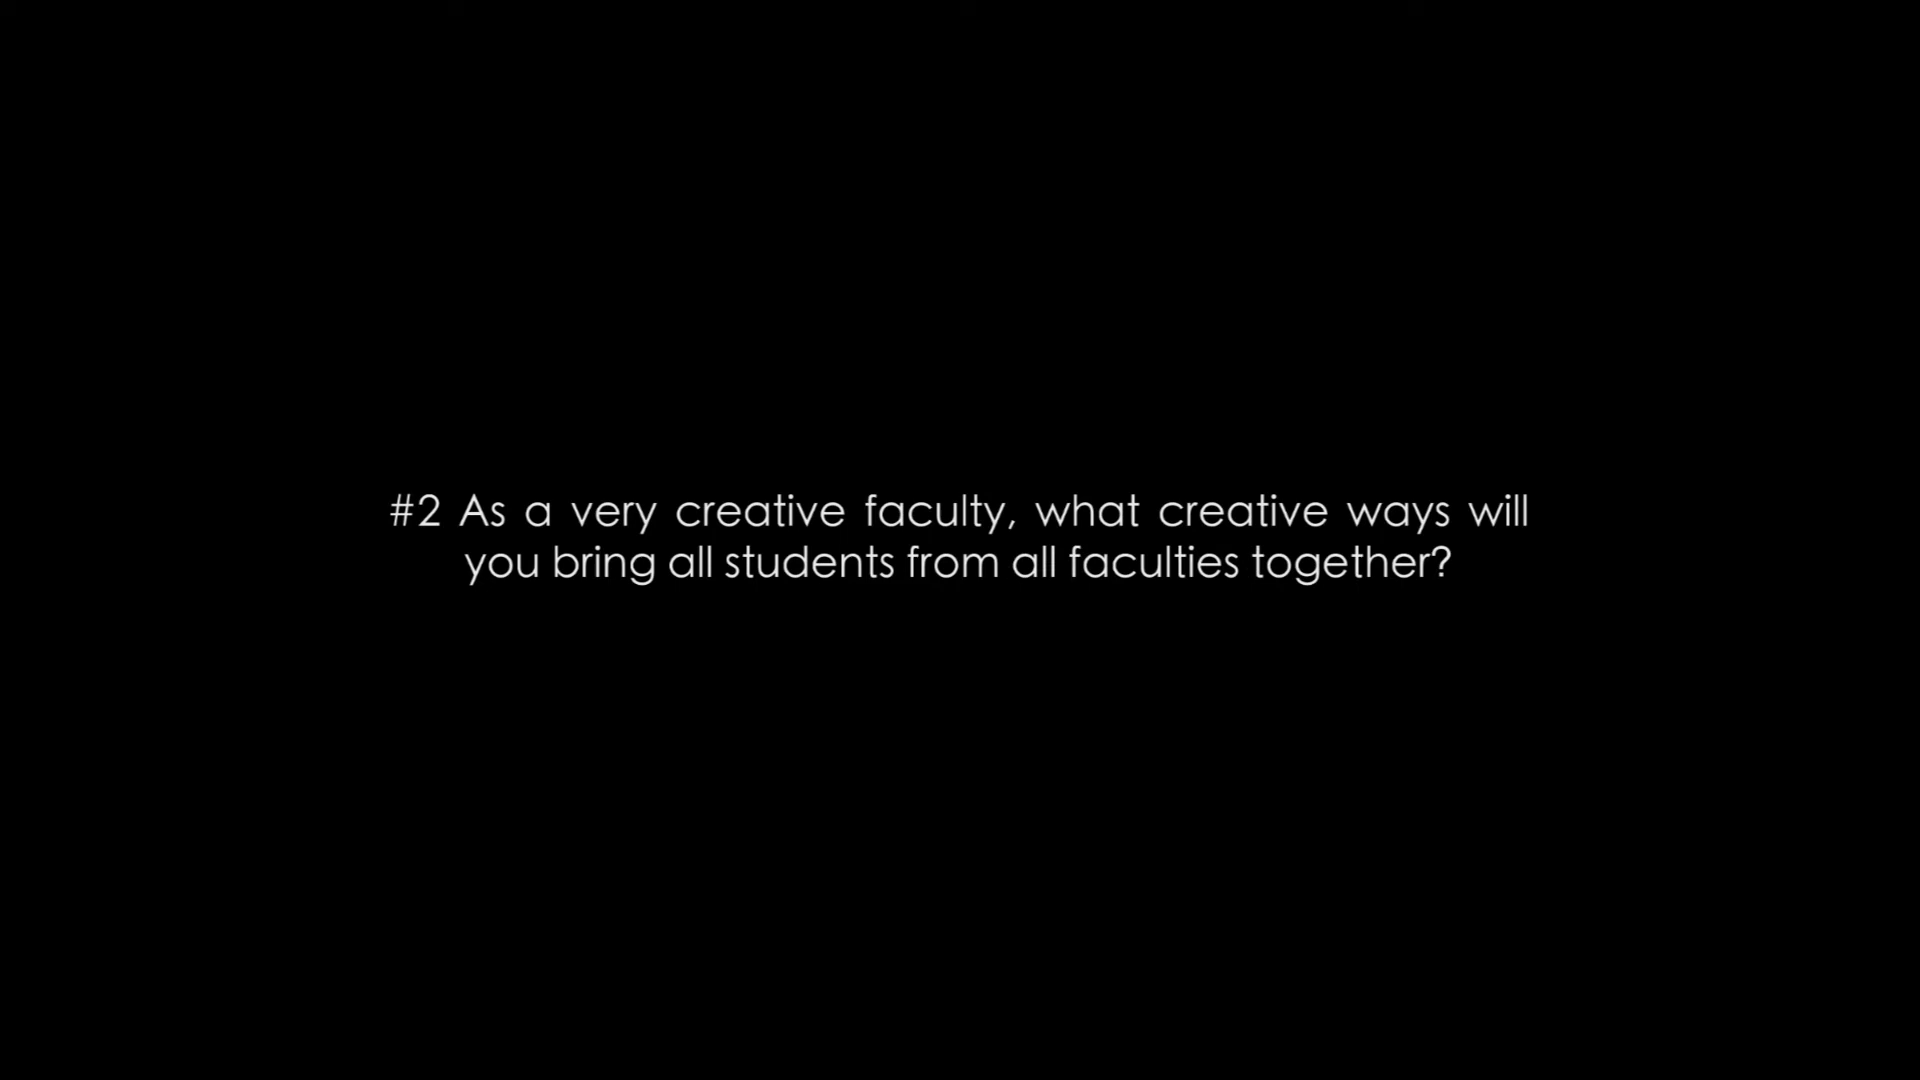 #2 As a very creative faculty, what creative ways will
you bring all students from all faculties together?